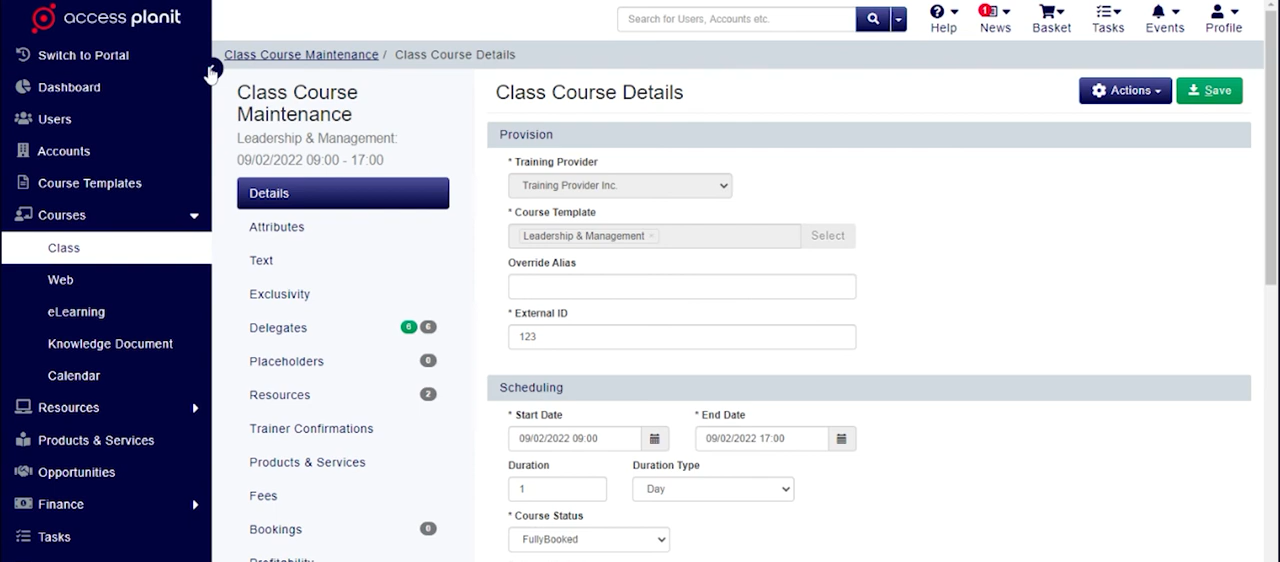 access planit
Switch to Portal
Dashboard
Users
Accounts
Course Templates
Courses
Class
Web
eLearning
Knowledge Document
Calendar
Resources
Products & Services
Opportunities
Finance
Tasks
Search for Users, Accounts etc.
Help
1
News
Basket
Tasks
Events
Profile
Class Course Maintenance / Class Course Details
Class Course
Maintenance
Leadership & Management:
09/02/2022 09:00 - 17:00
Details
Attributes
Text
Exclusivity
Delegates 6 6
Placeholders 0
Resources 2
Trainer Confirmations
Products & Services
Fees
Bookings 0
Profitability
Class Course Details
Actions
Save
Provision
* Training Provider
Training Provider Inc.
* Course Template
Leadership & Management × Select
Override Alias
* External ID
123
Scheduling
* Start Date * End Date
09/02/2022 09:00 09/02/2022 17:00
Duration Duration Type
1 Day
* Course Status
FullyBooked